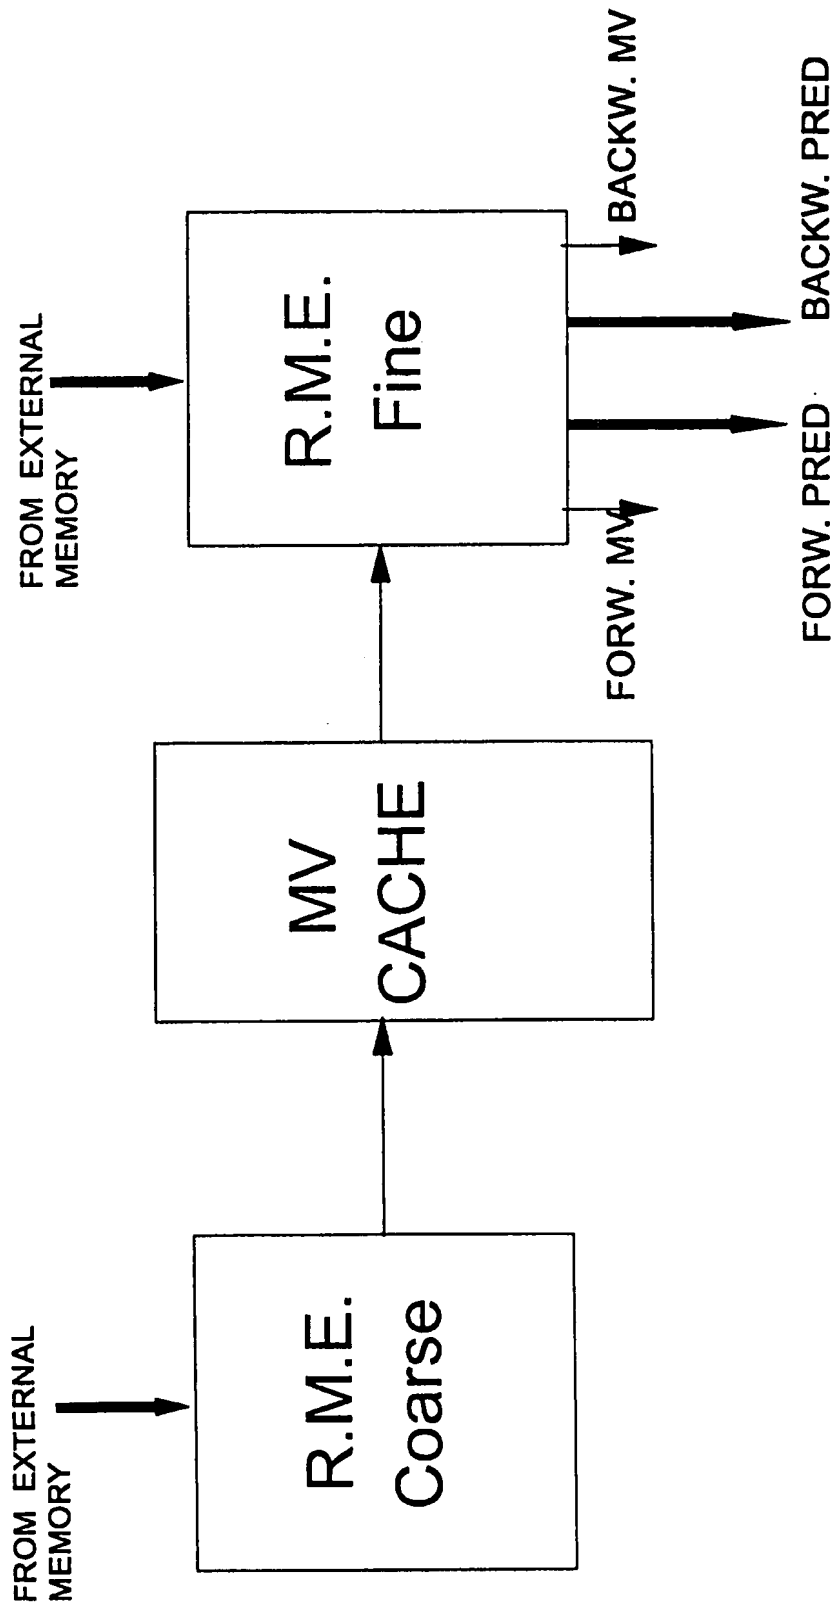 FROM EXTERNAL
MEMORY
R.M.E.
Coarse
MV
CACHE
FROM EXTERNAL
MEMORY
R.M.E.
Fine
FORW. MV
BACKW. MV
FORW. PRED
BACKW. PRED